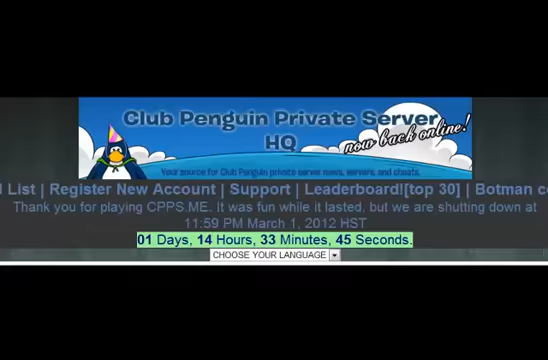 Club Penguin Private Server
HQ
now back online!
Your source for Club Penguin private server news, servers, and cheats.
List | Register New Account | Support | Leaderboard![top 30] | Botman
Thank you for playing CPPS.ME. It was fun while it lasted, but we are shutting down at
11:59 PM March 1, 2012 HST
01 Days, 14 Hours, 33 Minutes, 45 Seconds.
CHOOSE YOUR LANGUAGE